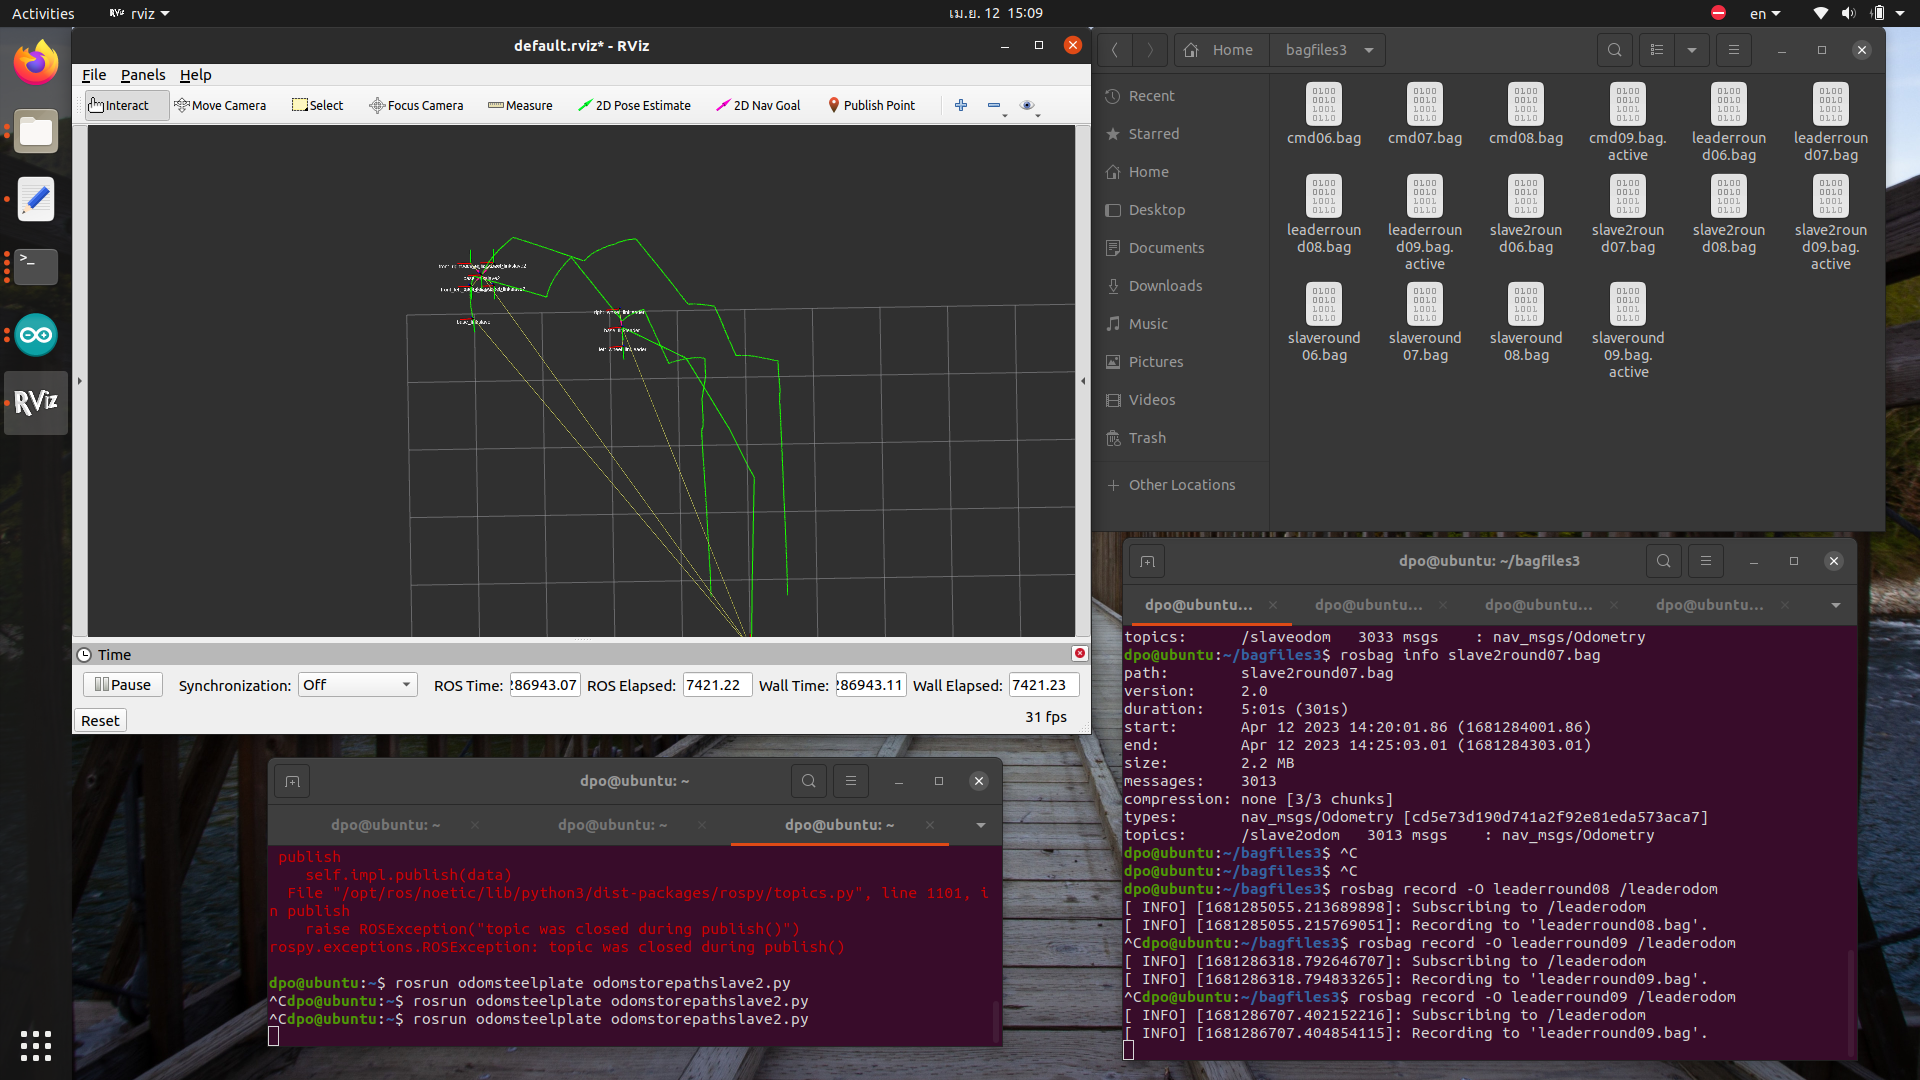 Activities
rviz
เม.ย. 12 15:09
en
default.rviz* - RViz
File Panels Help
Interact Move Camera Select Focus Camera Measure 2D Pose Estimate 2D Nav Goal Publish Point
Time
Pause Synchronization: Off ROS Time: 286943.07 ROS Elapsed: 7421.22 Wall Time: 286943.11 Wall Elapsed: 7421.23
Reset 31 fps
RViz
Home bagfiles3
Recent
Starred
Home
Desktop
Documents
Downloads
Music
Pictures
Videos
Trash
Other Locations
cmd06.bag cmd07.bag cmd08.bag cmd09.bag.active leaderround06.bag leaderround07.bag
leaderround08.bag leaderround09.bag.active slave2round06.bag slave2round07.bag slave2round08.bag slave2round09.bag.active
slaveround06.bag slaveround07.bag slaveround08.bag slaveround09.bag.active
dpo@ubuntu: ~
dpo@ubuntu: ~ dpo@ubuntu: ~ dpo@ubuntu: ~
publish
self.impl.publish(data)
File "/opt/ros/noetic/lib/python3/dist-packages/rospy/topics.py", line 1101, i
n publish
raise ROSException("topic was closed during publish()")
rospy.exceptions.ROSException: topic was closed during publish()
dpo@ubuntu:~$ rosrun odomsteelplate odomstorepathslave2.py
^Cdpo@ubuntu:~$ rosrun odomsteelplate odomstorepathslave2.py
^Cdpo@ubuntu:~$ rosrun odomsteelplate odomstorepathslave2.py
dpo@ubuntu: ~/bagfiles3
dpo@ubuntu... dpo@ubuntu... dpo@ubuntu... dpo@ubuntu...
topics: /slaveodom 3033 msgs : nav_msgs/Odometry
dpo@ubuntu:~/bagfiles3$ rosbag info slave2round07.bag
path: slave2round07.bag
version: 2.0
duration: 5:01s (301s)
start: Apr 12 2023 14:20:01.86 (1681284001.86)
end: Apr 12 2023 14:25:03.01 (1681284303.01)
size: 2.2 MB
messages: 3013
compression: none [3/3 chunks]
types: nav_msgs/Odometry [cd5e73d190d741a2f92e81eda573aca7]
topics: /slave2odom 3013 msgs : nav_msgs/Odometry
dpo@ubuntu:~/bagfiles3$ ^C
dpo@ubuntu:~/bagfiles3$ ^C
dpo@ubuntu:~/bagfiles3$ rosbag record -O leaderround08 /leaderodom
[ INFO] [1681285055.213689898]: Subscribing to /leaderodom
[ INFO] [1681285055.215769051]: Recording to 'leaderround08.bag'.
^Cdpo@ubuntu:~/bagfiles3$ rosbag record -O leaderround09 /leaderodom
[ INFO] [1681286318.792646707]: Subscribing to /leaderodom
[ INFO] [1681286318.794833265]: Recording to 'leaderround09.bag'.
^Cdpo@ubuntu:~/bagfiles3$ rosbag record -O leaderround09 /leaderodom
[ INFO] [1681286707.402152216]: Subscribing to /leaderodom
[ INFO] [1681286707.404854115]: Recording to 'leaderround09.bag'.